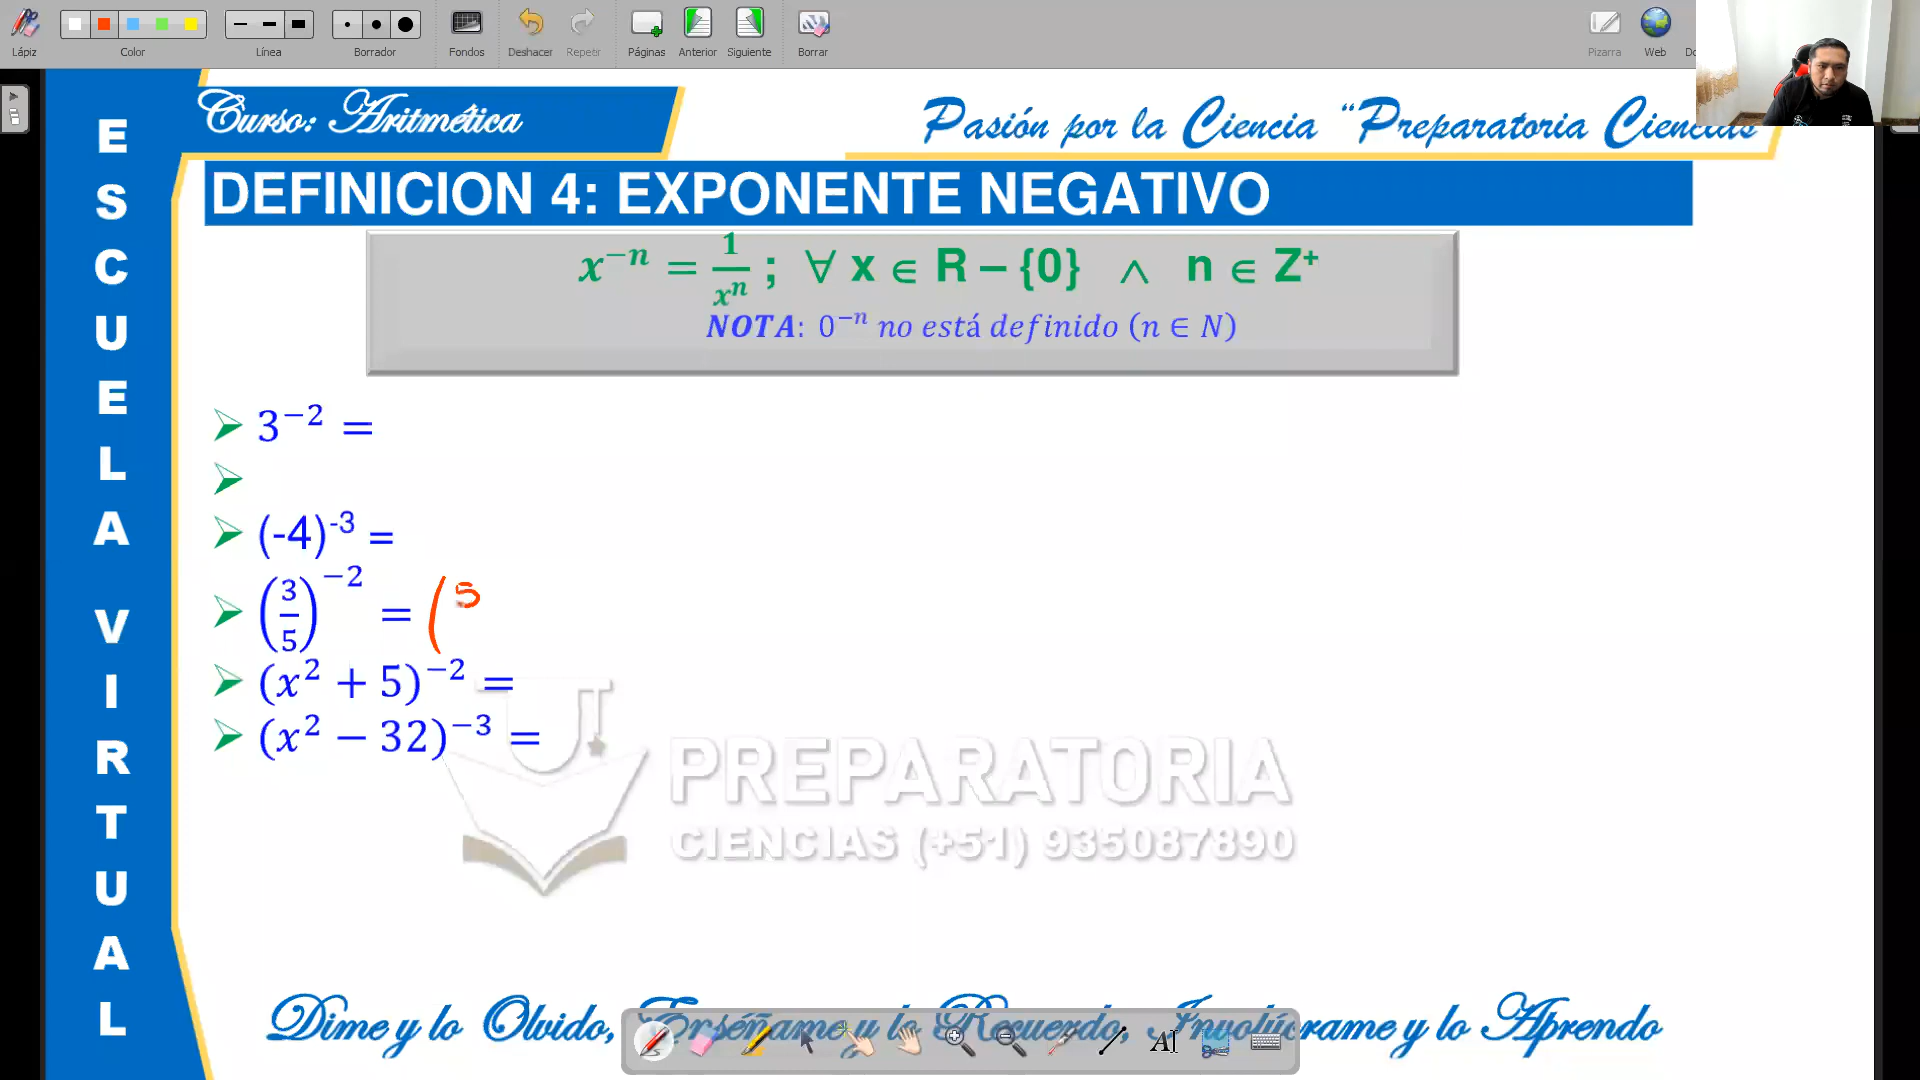 Lápiz Color Línea Borrador Fondos Deshacer Repetir Páginas Anterior Siguiente Borrar Pizarra Web
Curso: Aritmética
Pasión por la Ciencia “Preparatoria Ciencias
DEFINICION 4: EXPONENTE NEGATIVO
x⁻ⁿ = 1/xⁿ ; ∀ x ∈ R – {0} ∧ n ∈ Z⁺
NOTA: 0⁻ⁿ no está definido (n ∈ N)
3⁻² =
(-4)⁻³ =
(3/5)⁻² = (5
(x² + 5)⁻² =
(x² − 32)⁻³ =
PREPARATORIA
CIENCIAS (+51) 935087890
ESCUELA VIRTUAL
Dime y lo Olvido, Enséñame y lo Recuerdo, Involúcrame y lo Aprendo